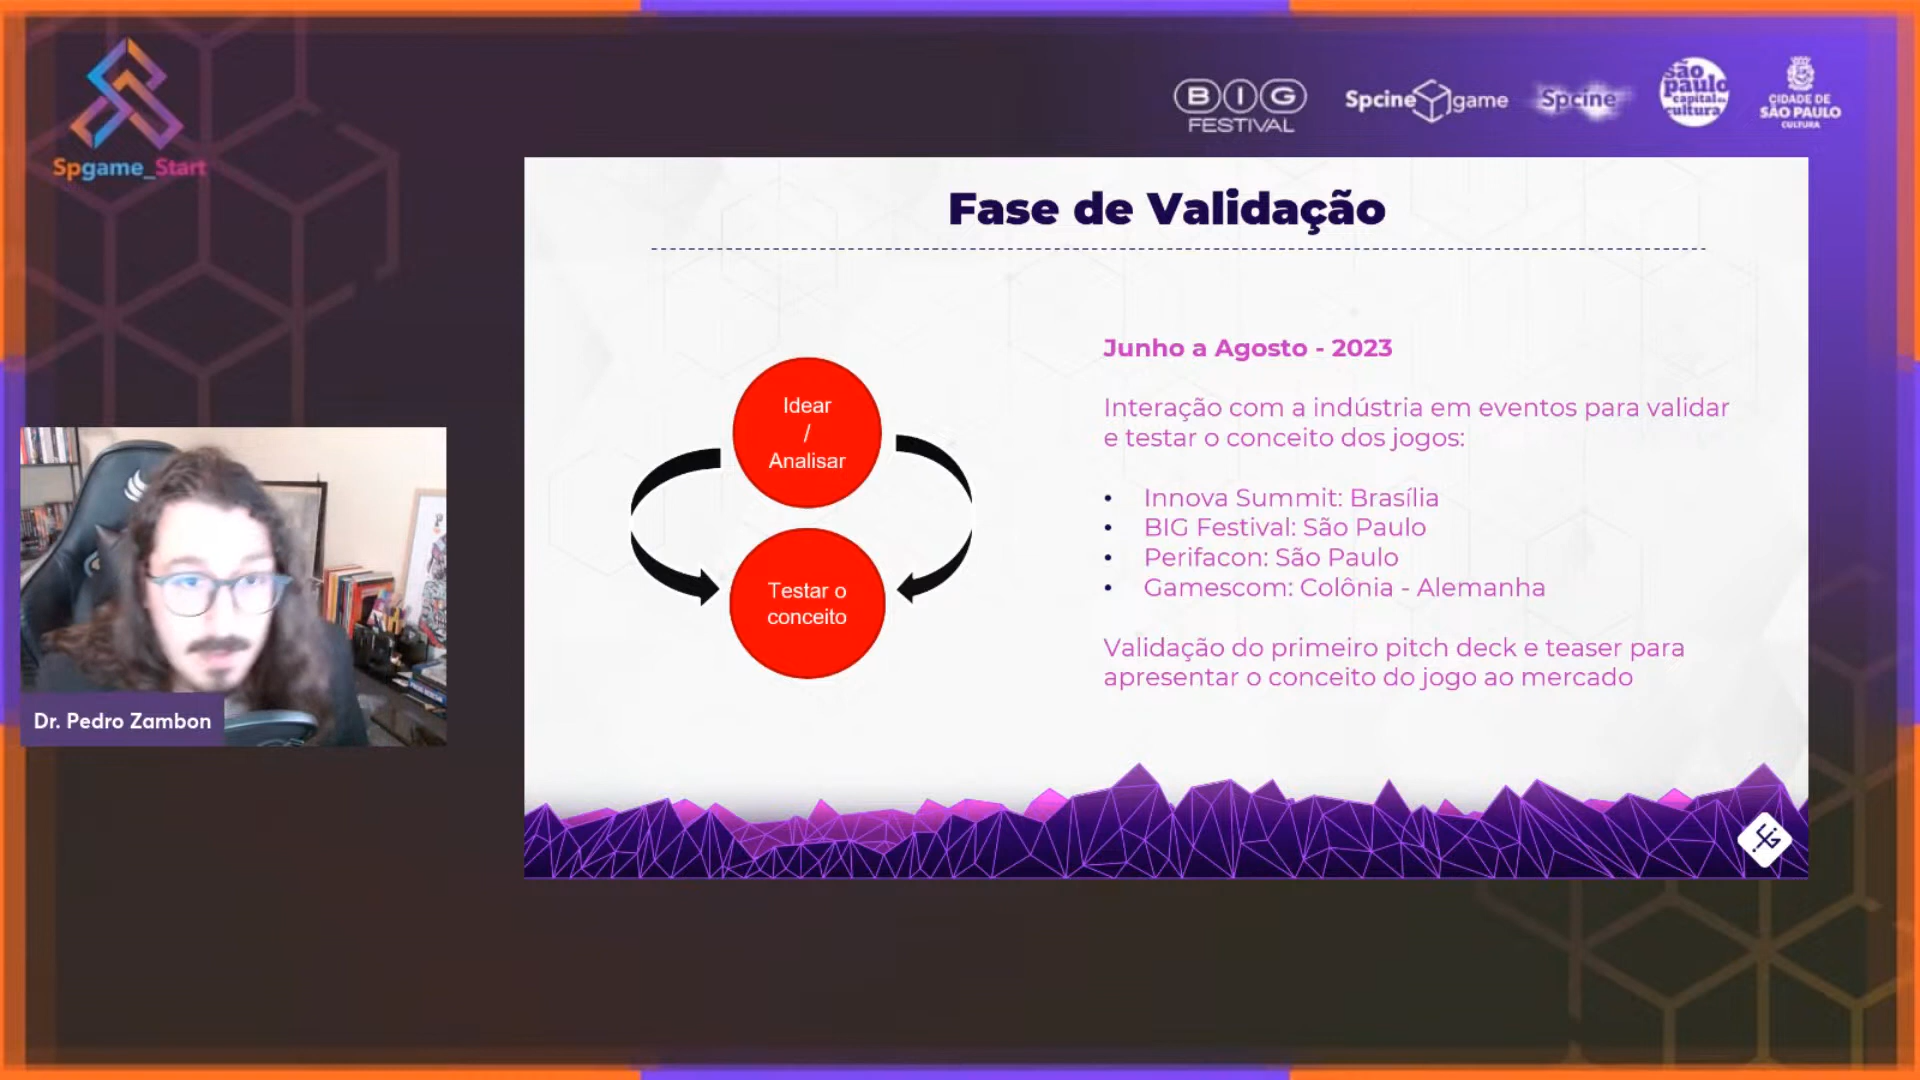 Spgame_Start
BIG
FESTIVAL
Spcine game
Spcine
são
paulo
capital da
cultura
CIDADE DE
SÃO PAULO
CULTURA
Fase de Validação
Junho a Agosto - 2023
Interação com a indústria em eventos para validar
e testar o conceito dos jogos:
• Innova Summit: Brasília
• BIG Festival: São Paulo
• Perifacon: São Paulo
• Gamescom: Colônia - Alemanha
Validação do primeiro pitch deck e teaser para
apresentar o conceito do jogo ao mercado
Idear
/
Analisar
Testar o
conceito
Dr. Pedro Zambon